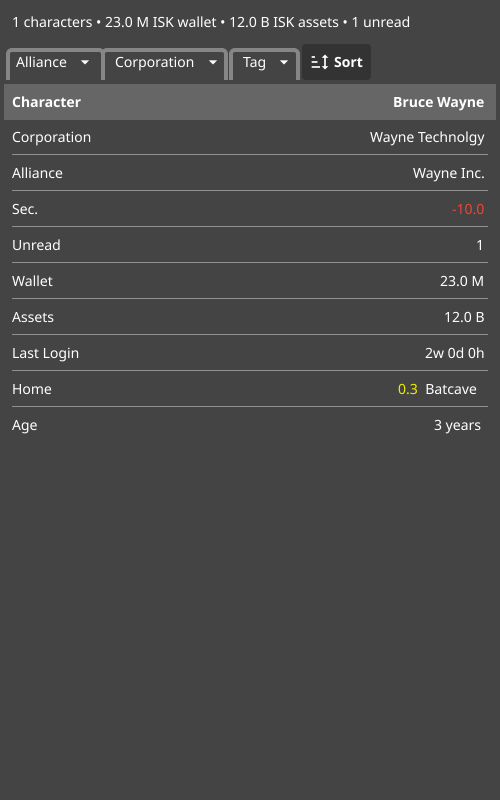 1 characters • 23.0 M ISK wallet • 12.0 B ISK assets • 1 unread
Alliance Corporation Tag Sort
Character Bruce Wayne
Corporation Wayne Technolgy
Alliance Wayne Inc.
Sec. -10.0
Unread 1
Wallet 23.0 M
Assets 12.0 B
Last Login 2w 0d 0h
Home 0.3 Batcave
Age 3 years